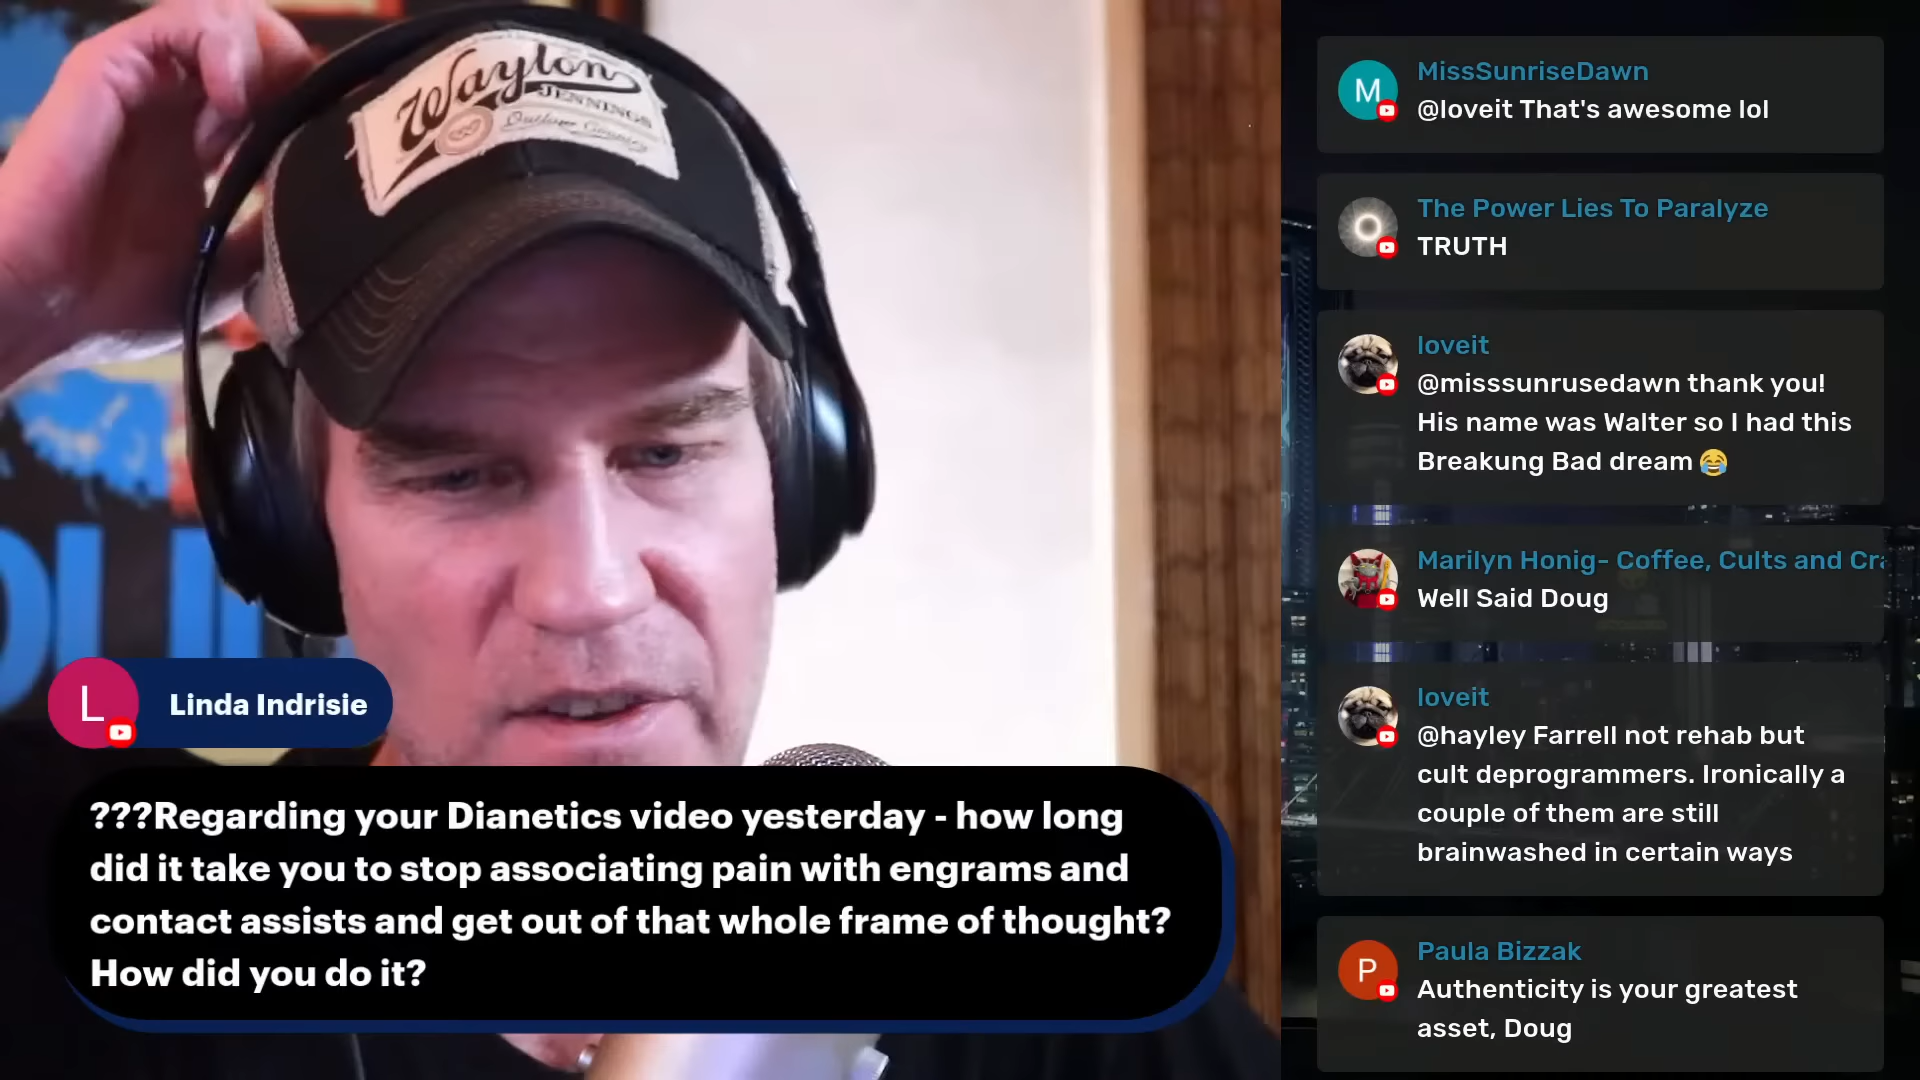 Waylon
JENNINGS
L
Linda Indrisie
???Regarding your Dianetics video yesterday - how long
did it take you to stop associating pain with engrams and
contact assists and get out of that whole frame of thought?
How did you do it?
M
MissSunriseDawn
@loveit That's awesome lol
The Power Lies To Paralyze
TRUTH
loveit
@misssunrusedawn thank you!
His name was Walter so I had this
Breakung Bad dream 😂
Marilyn Honig- Coffee, Cults and Cra
Well Said Doug
loveit
@hayley Farrell not rehab but
cult deprogrammers. Ironically a
couple of them are still
brainwashed in certain ways
P
Paula Bizzak
Authenticity is your greatest
asset, Doug